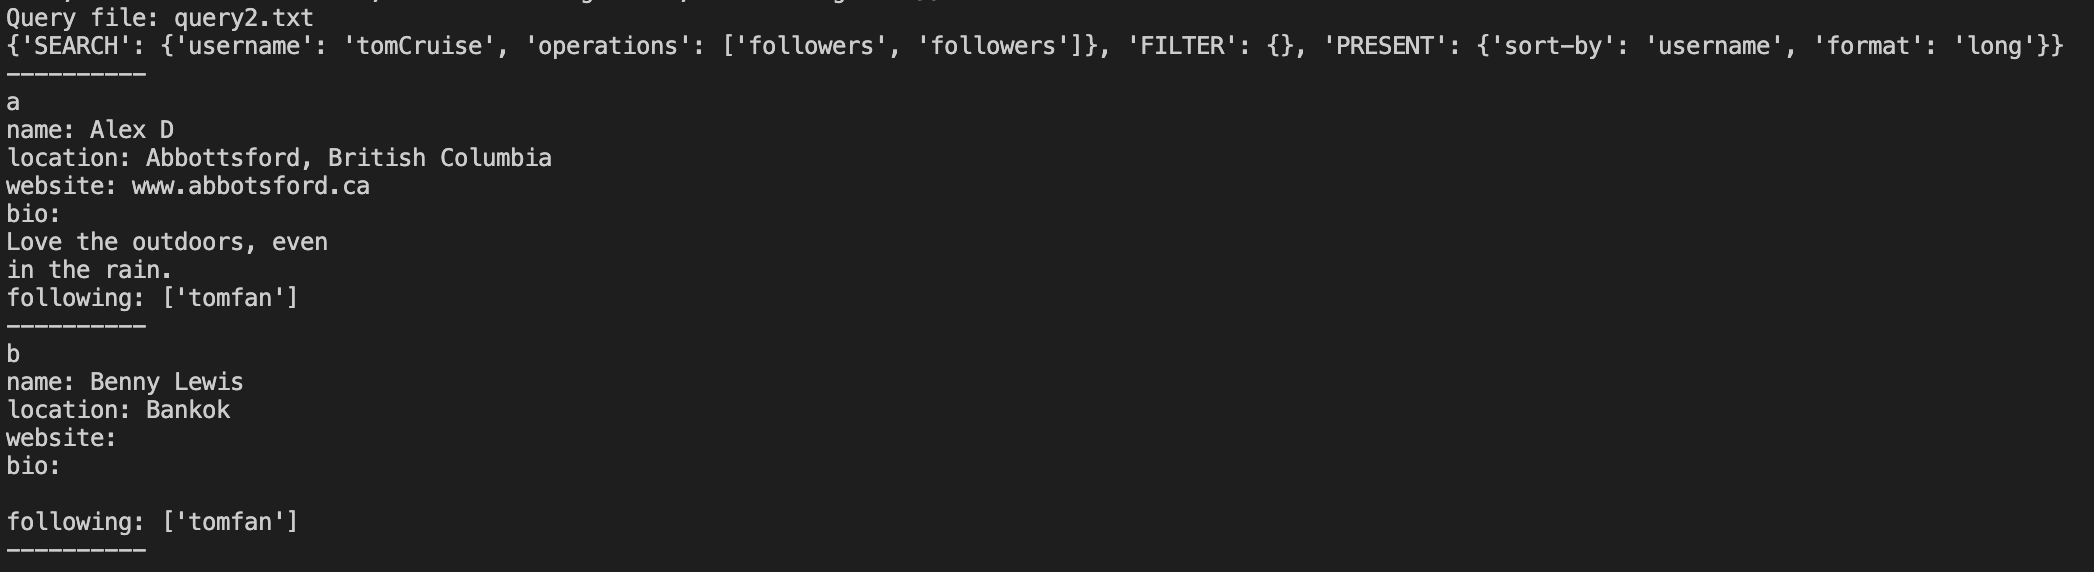 Query file: query2.txt
{'SEARCH': {'username': 'tomCruise', 'operations': ['followers', 'followers']}, 'FILTER': {}, 'PRESENT': {'sort-by': 'username', 'format': 'long'}}
----------
a
name: Alex D
location: Abbottsford, British Columbia
website: www.abbotsford.ca
bio:
Love the outdoors, even
in the rain.
following: ['tomfan']
----------
b
name: Benny Lewis
location: Bankok
website:
bio:

following: ['tomfan']
----------